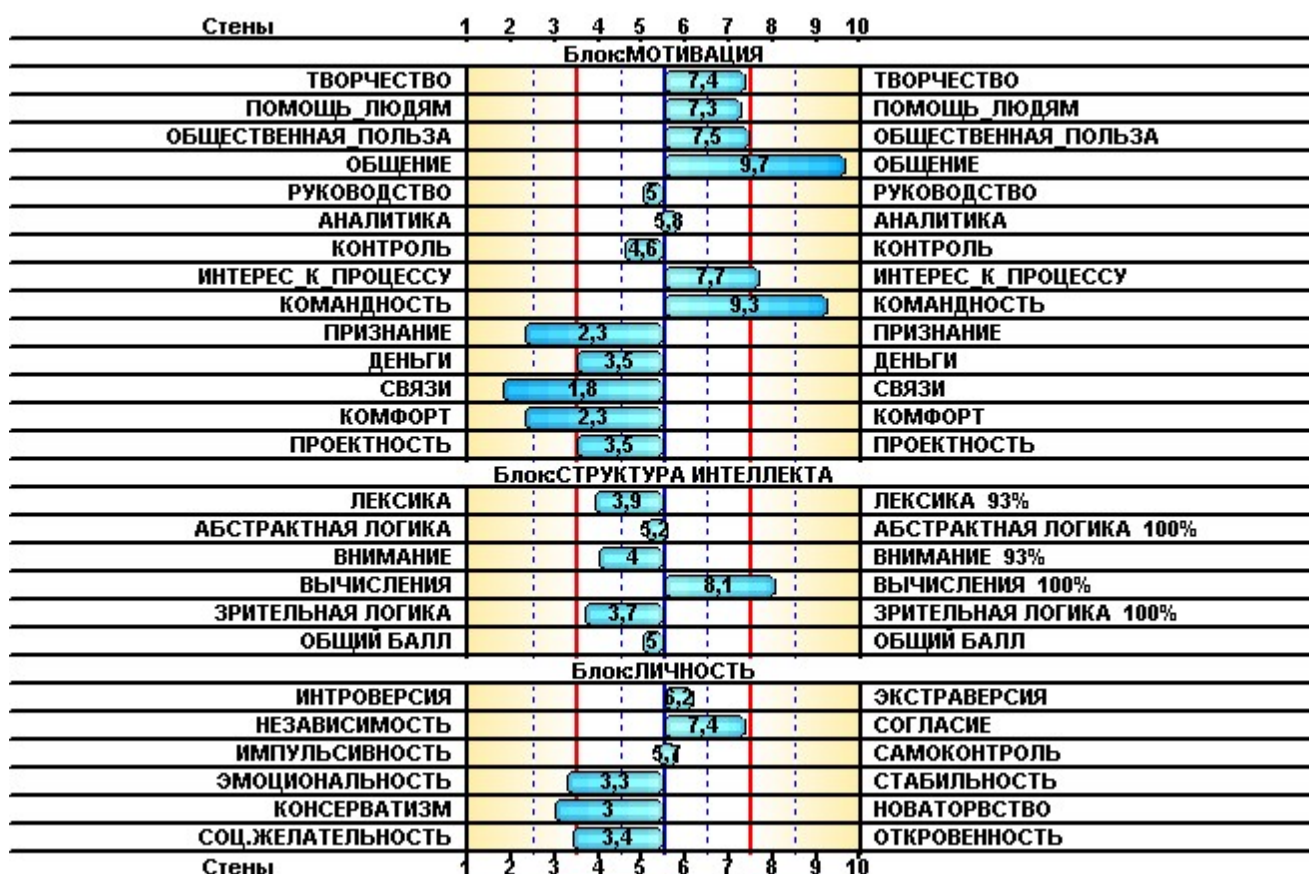 Стены 1 2 3 4 5 6 7 8 9 10
Блок:МОТИВАЦИЯ
ТВОРЧЕСТВО 7,4 ТВОРЧЕСТВО
ПОМОЩЬ_ЛЮДЯМ 7,3 ПОМОЩЬ_ЛЮДЯМ
ОБЩЕСТВЕННАЯ_ПОЛЬЗА 7,5 ОБЩЕСТВЕННАЯ_ПОЛЬЗА
ОБЩЕНИЕ 9,7 ОБЩЕНИЕ
РУКОВОДСТВО 5 РУКОВОДСТВО
АНАЛИТИКА 5,8 АНАЛИТИКА
КОНТРОЛЬ 4,6 КОНТРОЛЬ
ИНТЕРЕС_К_ПРОЦЕССУ 7,7 ИНТЕРЕС_К_ПРОЦЕССУ
КОМАНДНОСТЬ 9,3 КОМАНДНОСТЬ
ПРИЗНАНИЕ 2,3 ПРИЗНАНИЕ
ДЕНЬГИ 3,5 ДЕНЬГИ
СВЯЗИ 1,8 СВЯЗИ
КОМФОРТ 2,3 КОМФОРТ
ПРОЕКТНОСТЬ 3,5 ПРОЕКТНОСТЬ
Блок:СТРУКТУРА ИНТЕЛЛЕКТА
ЛЕКСИКА 3,9 ЛЕКСИКА 93%
АБСТРАКТНАЯ ЛОГИКА 5,2 АБСТРАКТНАЯ ЛОГИКА 100%
ВНИМАНИЕ 4 ВНИМАНИЕ 93%
ВЫЧИСЛЕНИЯ 8,1 ВЫЧИСЛЕНИЯ 100%
ЗРИТЕЛЬНАЯ ЛОГИКА 3,7 ЗРИТЕЛЬНАЯ ЛОГИКА 100%
ОБЩИЙ БАЛЛ 5 ОБЩИЙ БАЛЛ
Блок:ЛИЧНОСТЬ
ИНТРОВЕРСИЯ 6,2 ЭКСТРАВЕРСИЯ
НЕЗАВИСИМОСТЬ 7,4 СОГЛАСИЕ
ИМПУЛЬСИВНОСТЬ 5,7 САМОКОНТРОЛЬ
ЭМОЦИОНАЛЬНОСТЬ 3,3 СТАБИЛЬНОСТЬ
КОНСЕРВАТИЗМ 3 НОВАТОРВСТВО
СОЦ.ЖЕЛАТЕЛЬНОСТЬ 3,4 ОТКРОВЕННОСТЬ
Стены 1 2 3 4 5 6 7 8 9 10